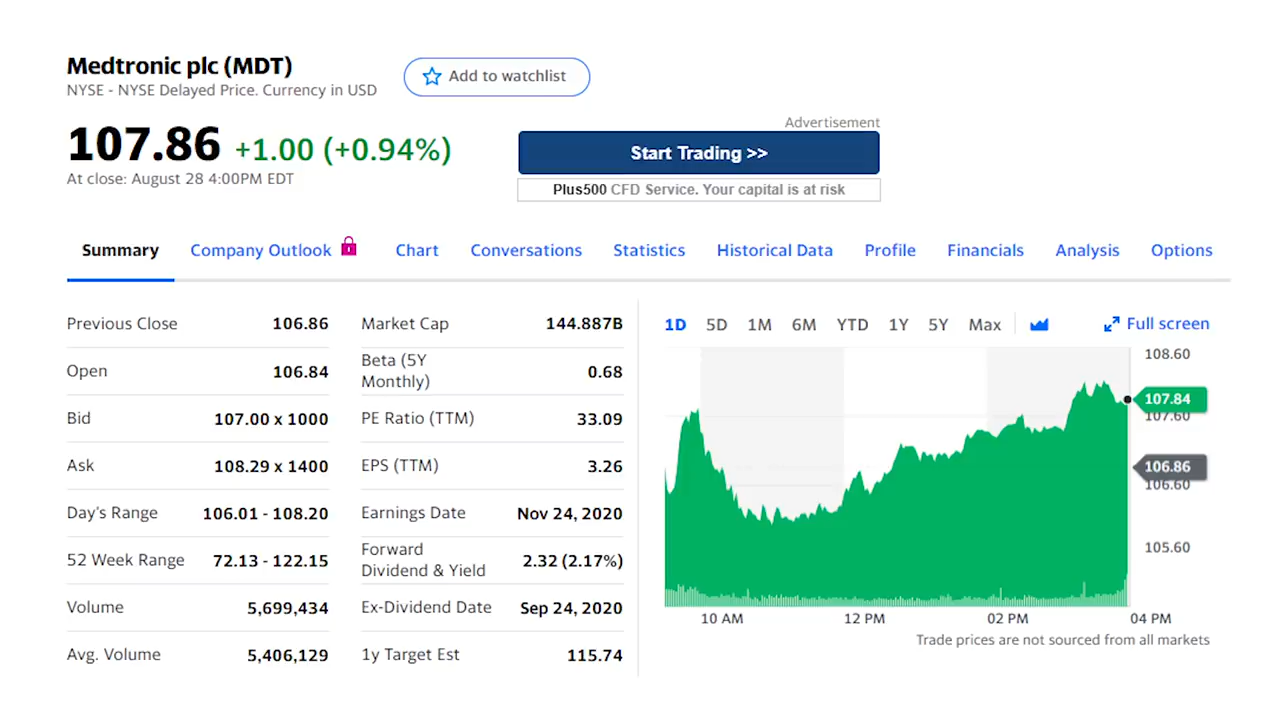 Medtronic plc (MDT)
NYSE - NYSE Delayed Price. Currency in USD
Add to watchlist
107.86 +1.00 (+0.94%)
At close: August 28 4:00PM EDT
Advertisement
Start Trading >>
Plus500 CFD Service. Your capital is at risk
Summary Company Outlook Chart Conversations Statistics Historical Data Profile Financials Analysis Options
Previous Close 106.86
Open 106.84
Bid 107.00 x 1000
Ask 108.29 x 1400
Day's Range 106.01 - 108.20
52 Week Range 72.13 - 122.15
Volume 5,699,434
Avg. Volume 5,406,129
Market Cap 144.887B
Beta (5Y
Monthly) 0.68
PE Ratio (TTM) 33.09
EPS (TTM) 3.26
Earnings Date Nov 24, 2020
Forward
Dividend & Yield 2.32 (2.17%)
Ex-Dividend Date Sep 24, 2020
1y Target Est 115.74
1D 5D 1M 6M YTD 1Y 5Y Max Full screen
108.60
107.84
107.60
106.86
106.60
105.60
10 AM 12 PM 02 PM 04 PM
Trade prices are not sourced from all markets